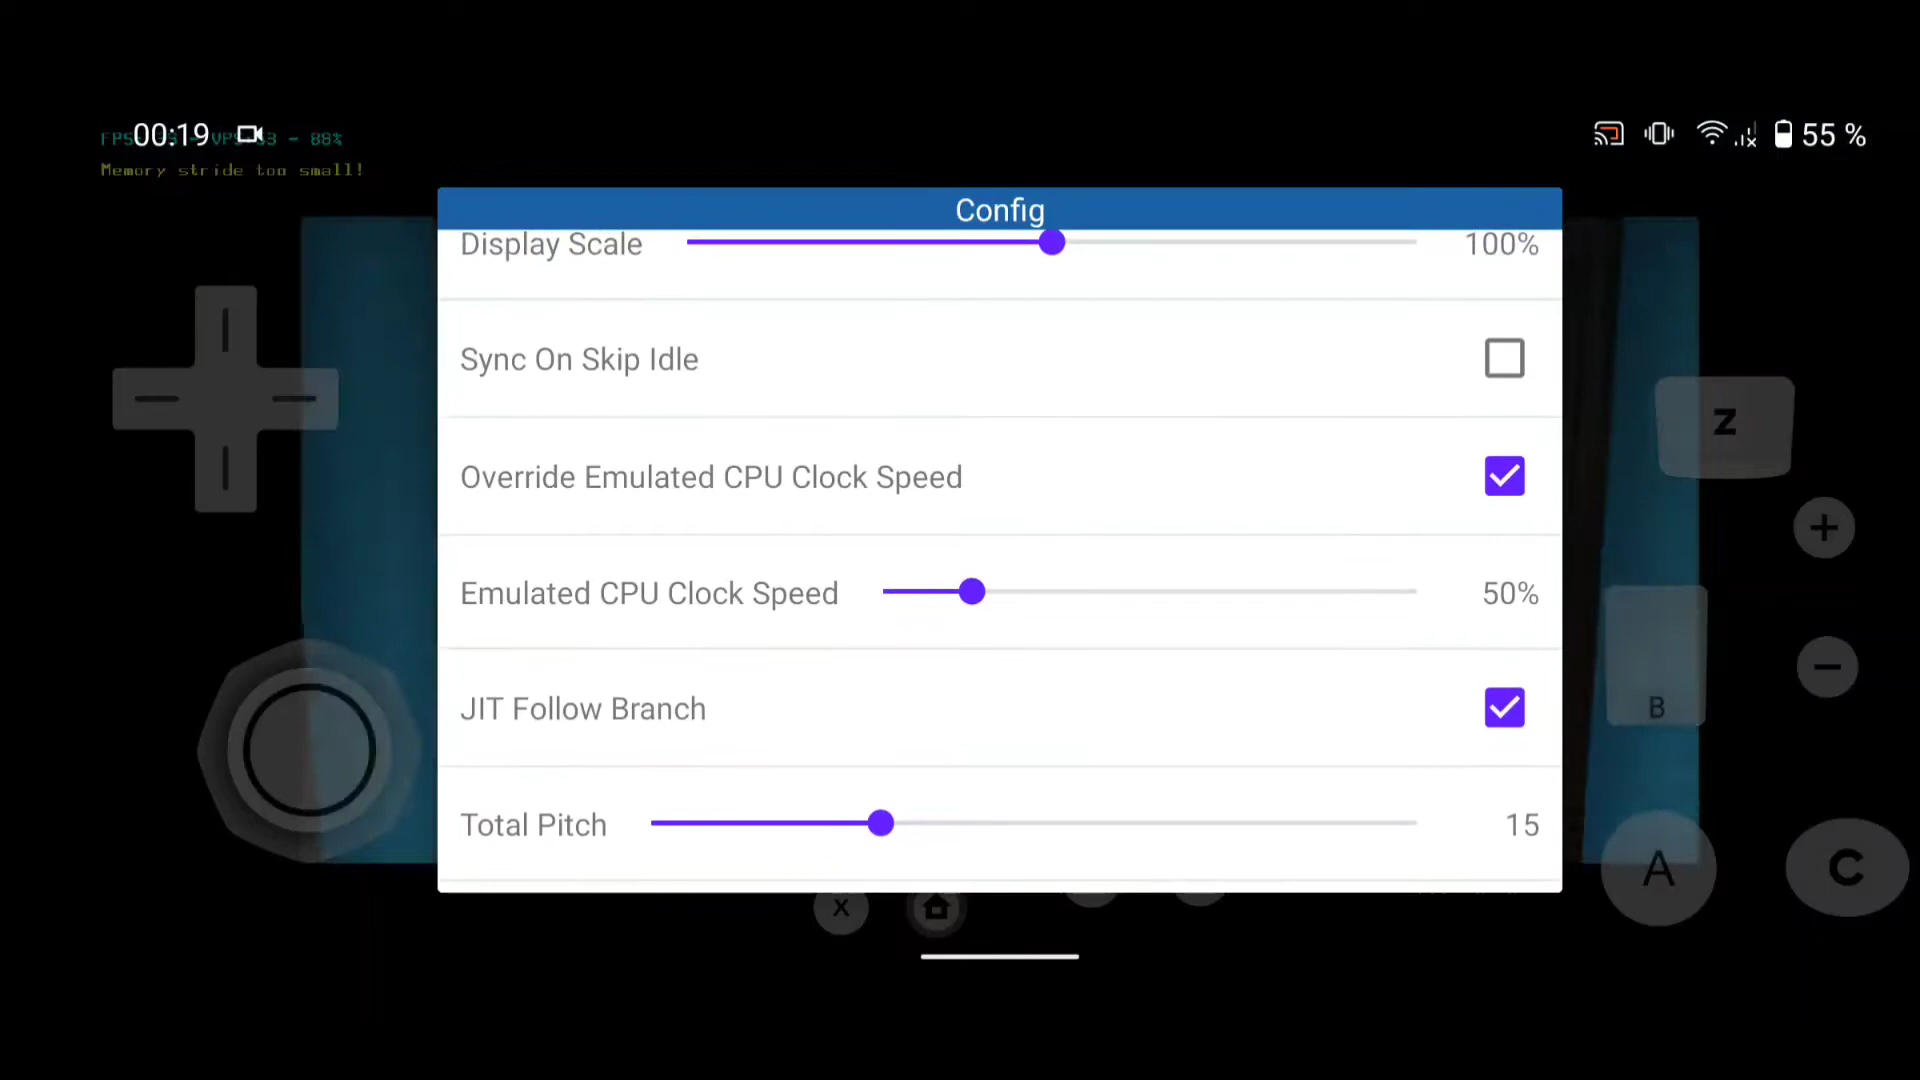 00:19
- 88%
55 %
Memory stride too small!
Config
Display Scale 100%
Sync On Skip Idle
Override Emulated CPU Clock Speed
Emulated CPU Clock Speed 50%
JIT Follow Branch
Total Pitch 15
Z
+
−
B
A
C
X